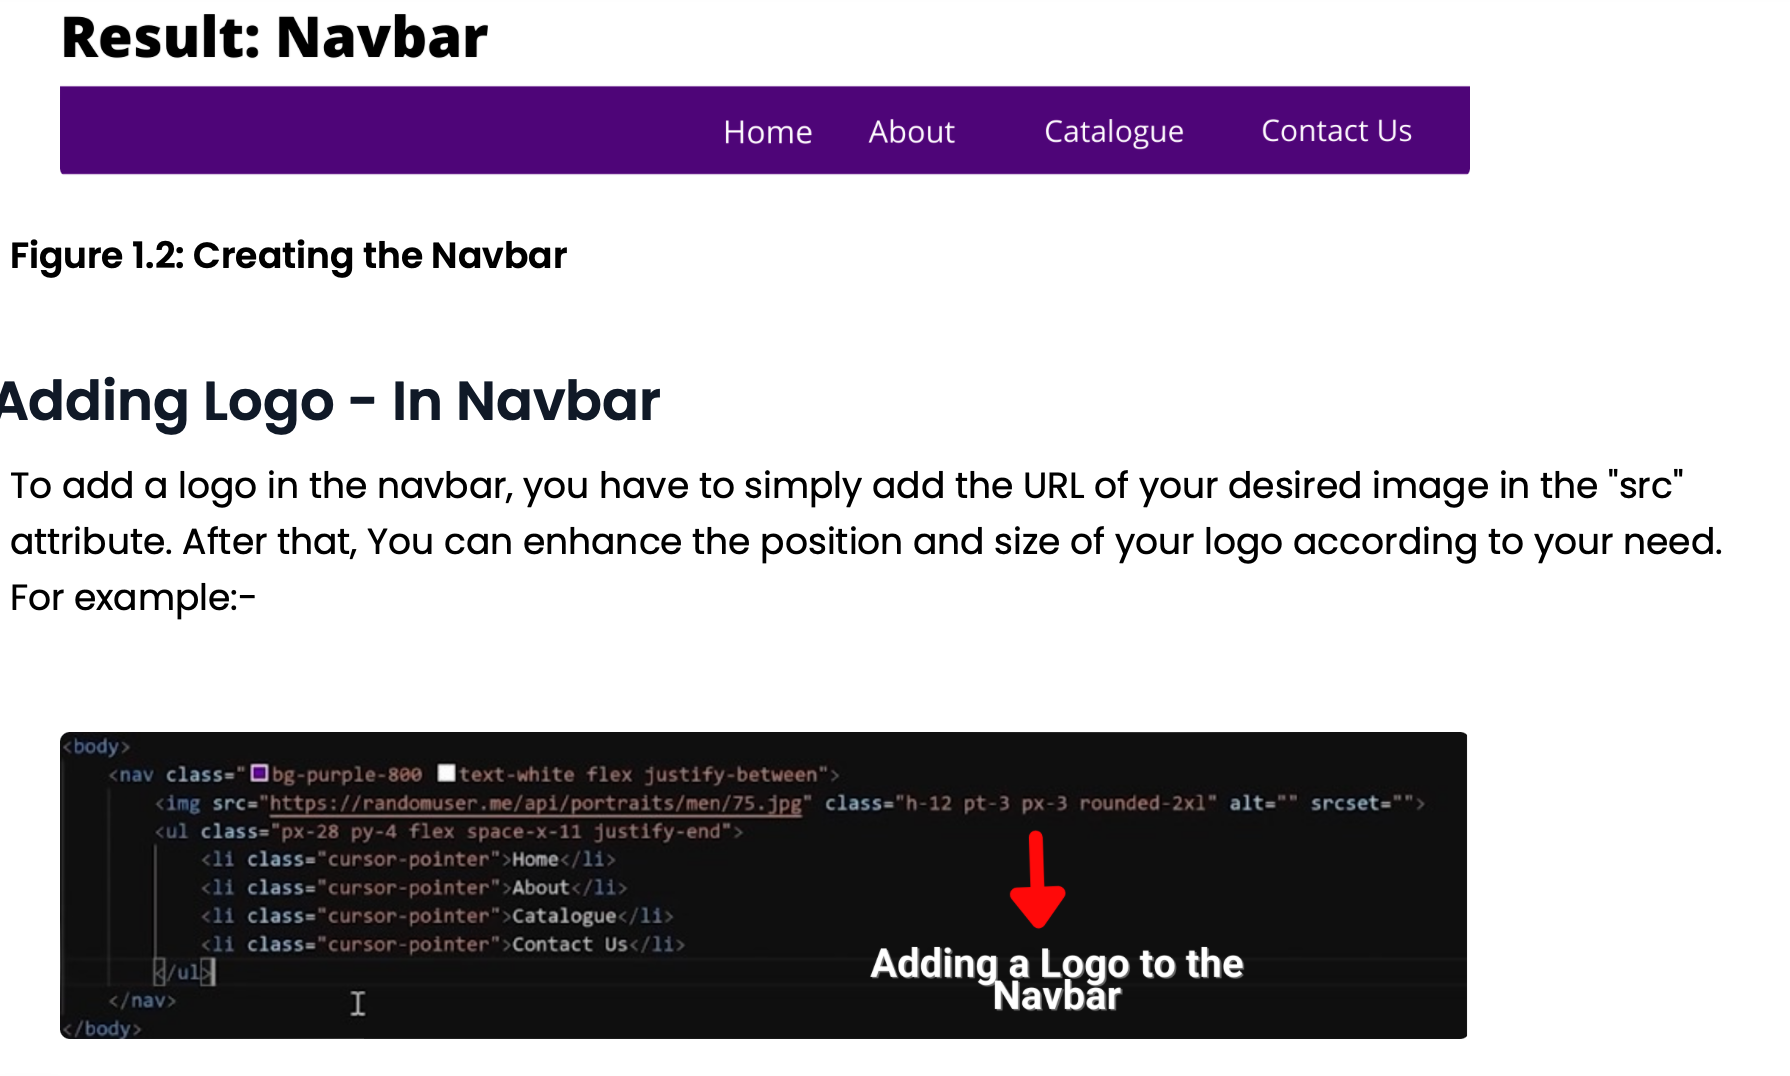 Result: Navbar
Home About Catalogue Contact Us
Figure 1.2: Creating the Navbar
Adding Logo - In Navbar
To add a logo in the navbar, you have to simply add the URL of your desired image in the "src"
attribute. After that, You can enhance the position and size of your logo according to your need.
For example:-
<body>
<nav class="bg-purple-800 text-white flex justify-between">
<img src="https://randomuser.me/api/portraits/men/75.jpg" class="h-12 pt-3 px-3 rounded-2xl" alt="" srcset="">
<ul class="px-28 py-4 flex space-x-11 justify-end">
<li class="cursor-pointer">Home</li>
<li class="cursor-pointer">About</li>
<li class="cursor-pointer">Catalogue</li>
<li class="cursor-pointer">Contact Us</li>
</ul>
</nav>
</body>
Adding a Logo to the
Navbar